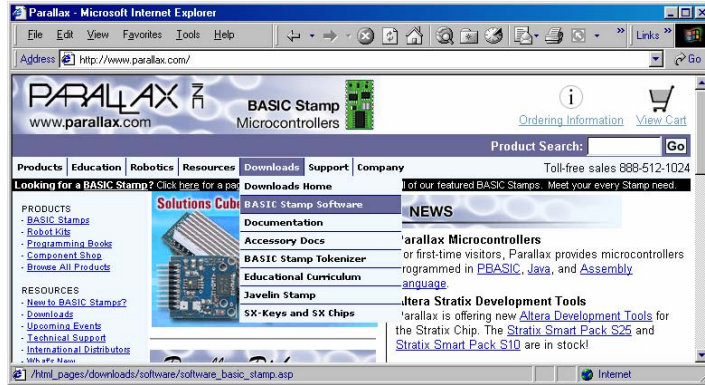 Parallax - Microsoft Internet Explorer
File Edit View Favorites Tools Help
Links »
Address http://www.parallax.com/ Go
PARALLAX INC
www.parallax.com
BASIC Stamp
Microcontrollers
Ordering Information View Cart
Product Search: Go
Products Education Robotics Resources Downloads Support Company
Toll-free sales 888-512-1024
Looking for a BASIC Stamp? Click here for a pag
ll of our featured BASIC Stamps. Meet your every Stamp need.
PRODUCTS
- BASIC Stamps
- Robot Kits
- Programming Books
- Component Shop
- Browse All Products
RESOURCES
- New to BASIC Stamps?
- Downloads
- Upcoming Events
- Technical Support
- International Distributors
- What's New
Solutions Cub
Downloads Home
BASIC Stamp Software
Documentation
Accessory Docs
BASIC Stamp Tokenizer
Educational Curriculum
Javelin Stamp
SX-Keys and SX Chips
NEWS
Parallax Microcontrollers
or first-time visitors, Parallax provides microcontrollers
rogrammed in PBASIC, Java, and Assembly
anguage.
Altera Stratix Development Tools
Parallax is offering new Altera Development Tools for
the Stratix Chip. The Stratix Smart Pack S25 and
Stratix Smart Pack S10 are in stock!
/html_pages/downloads/software/software_basic_stamp.asp
Internet